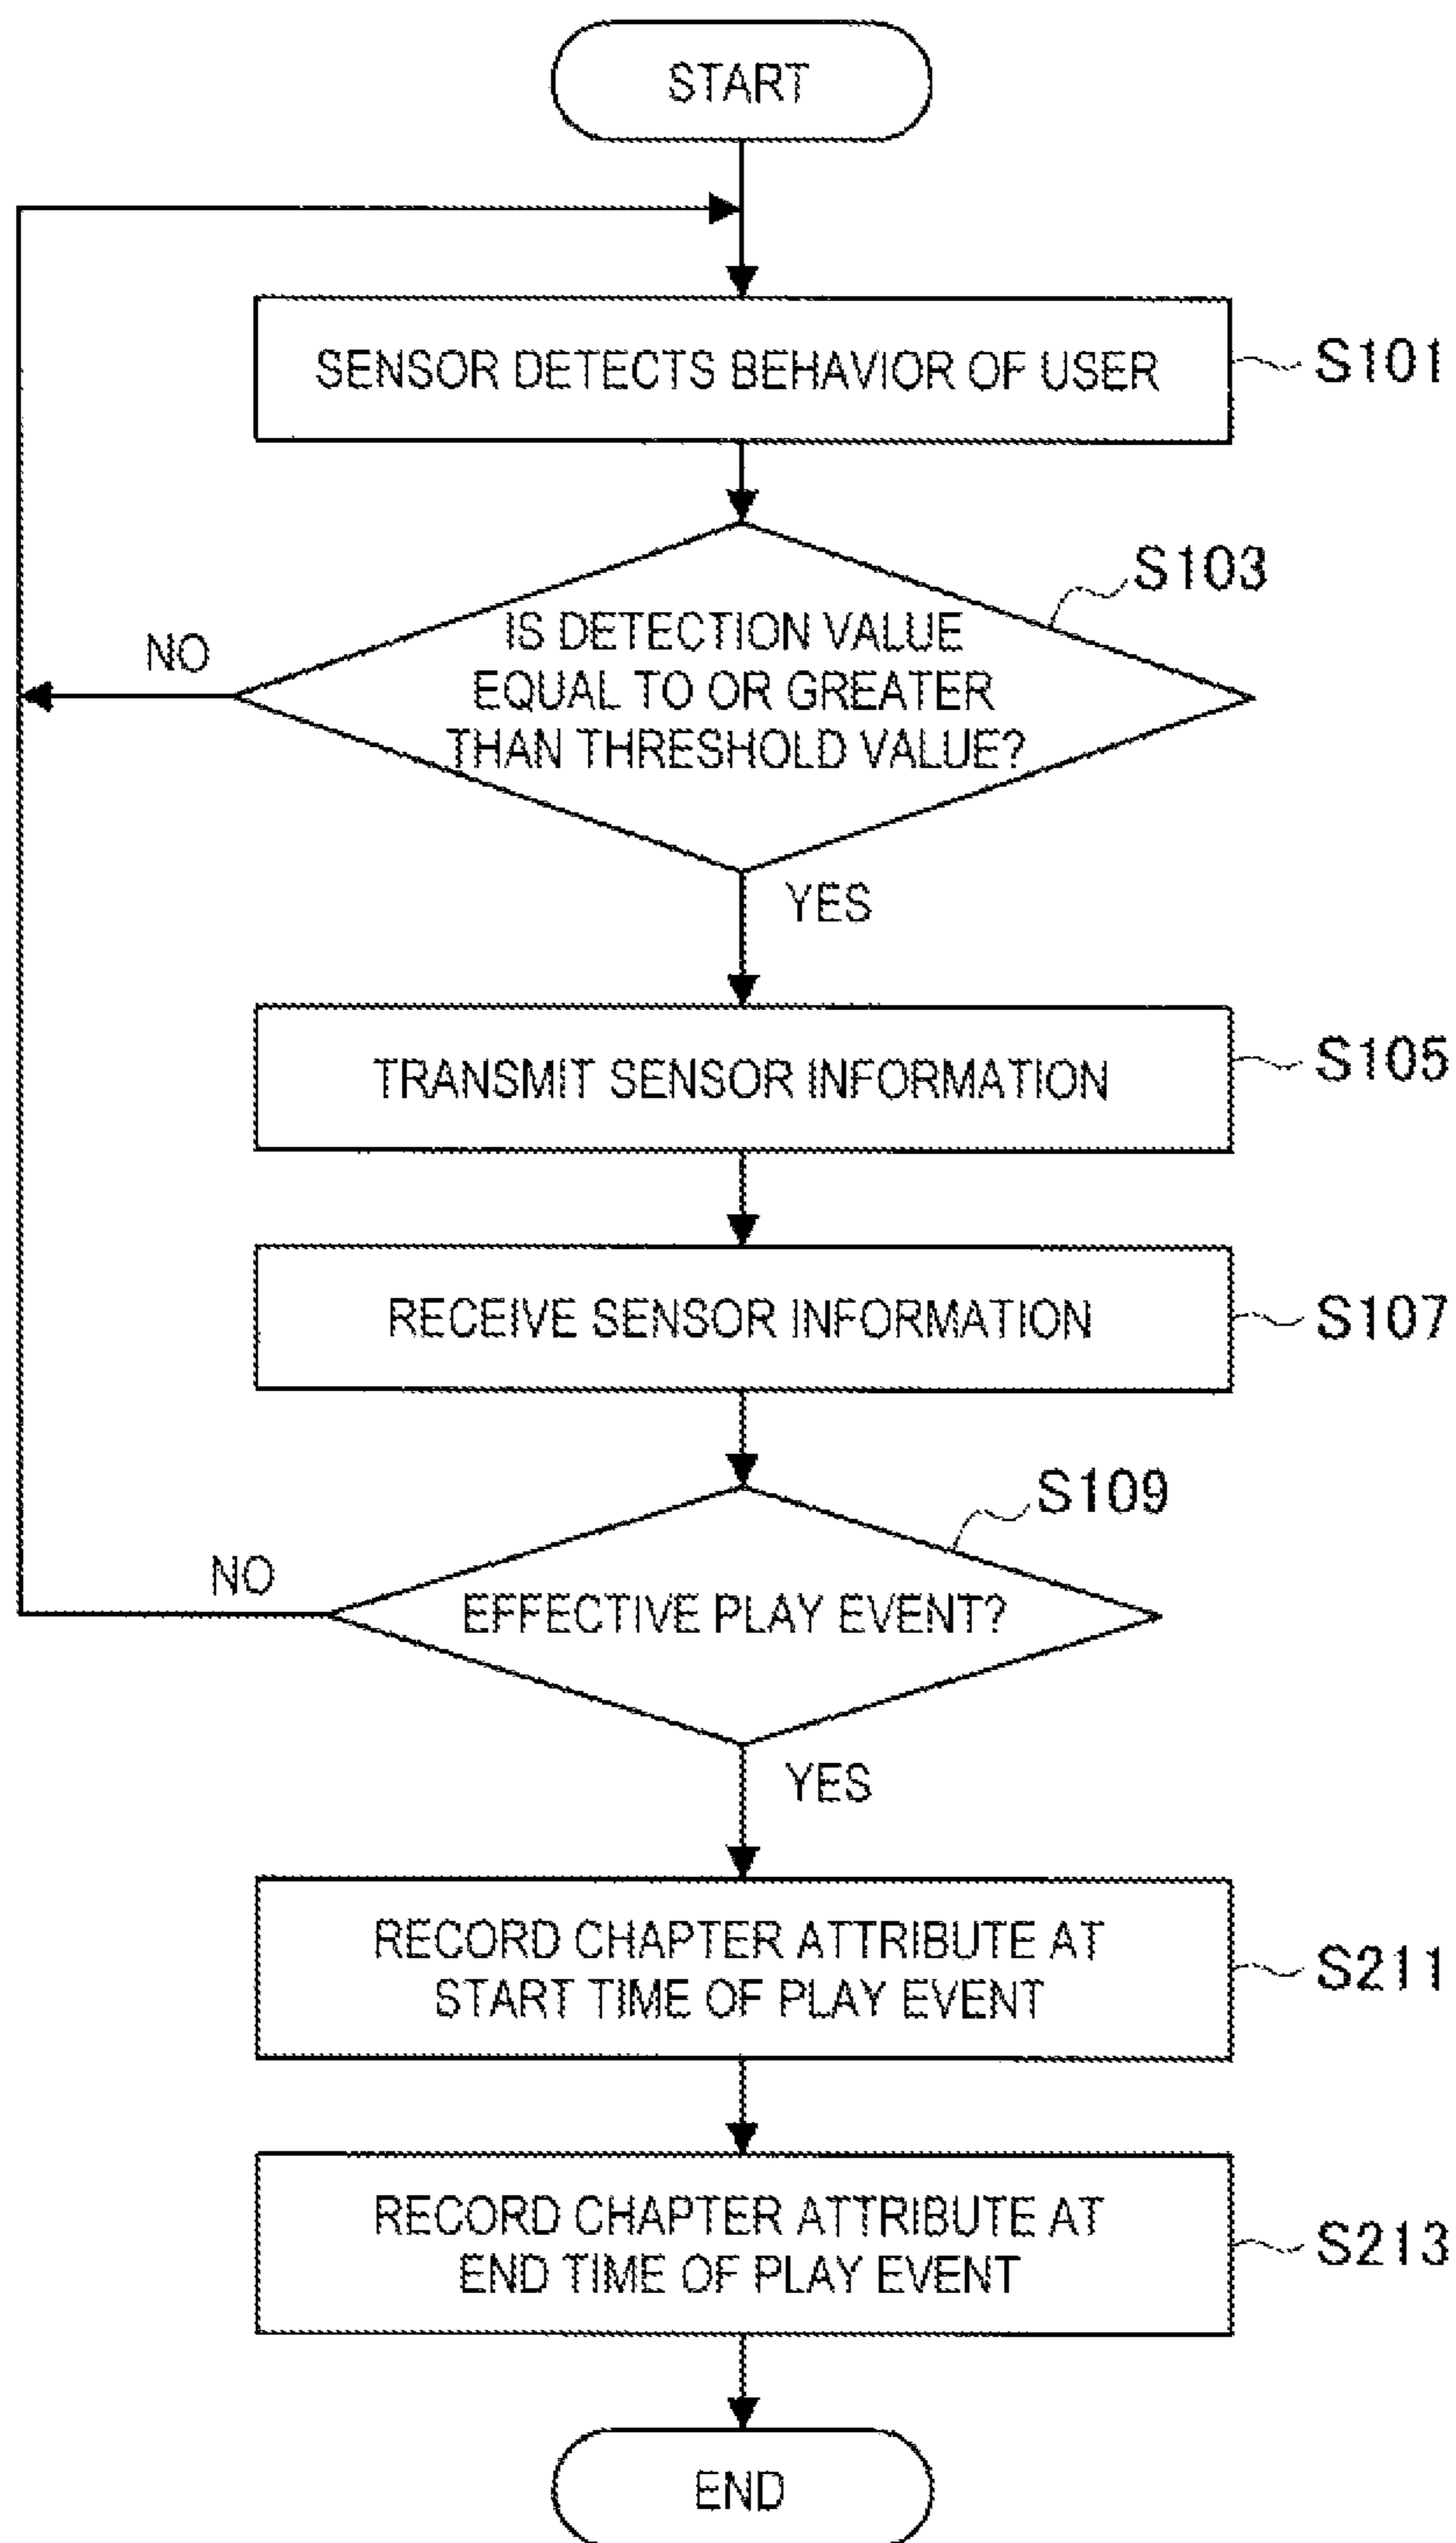 START
SENSOR DETECTS BEHAVIOR OF USER
S101
S103
IS DETECTION VALUE
EQUAL TO OR GREATER
THAN THRESHOLD VALUE?
NO
YES
TRANSMIT SENSOR INFORMATION
S105
RECEIVE SENSOR INFORMATION
S107
S109
EFFECTIVE PLAY EVENT?
NO
YES
RECORD CHAPTER ATTRIBUTE AT
START TIME OF PLAY EVENT
S211
RECORD CHAPTER ATTRIBUTE AT
END TIME OF PLAY EVENT
S213
END